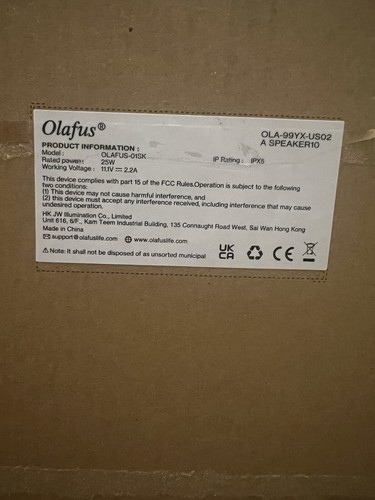 Olafus®
OLA-99YX-US02
A SPEAKER10
PRODUCT INFORMATION :
Model : OLAFUS-01SK
Rated power : 25W
IP Rating : IPX5
Working Voltage : 11.1V ⎓ 2.2A
This device complies with part 15 of the FCC Rules.Operation is subject to the following
two conditions:
(1) This device may not cause harmful interference, and
(2) this device must accept any interference received, including interference that may cause
undesired operation.
HK JW Illumination Co., Limited
Unit 616, 6/F., Kam Teem Industrial Building, 135 Connaught Road West, Sai Wan Hong Kong
Made in China
support@olafuslife.com www.olafuslife.com
Note: It shall not be disposed of as unsorted municipal
UK
CA
CE